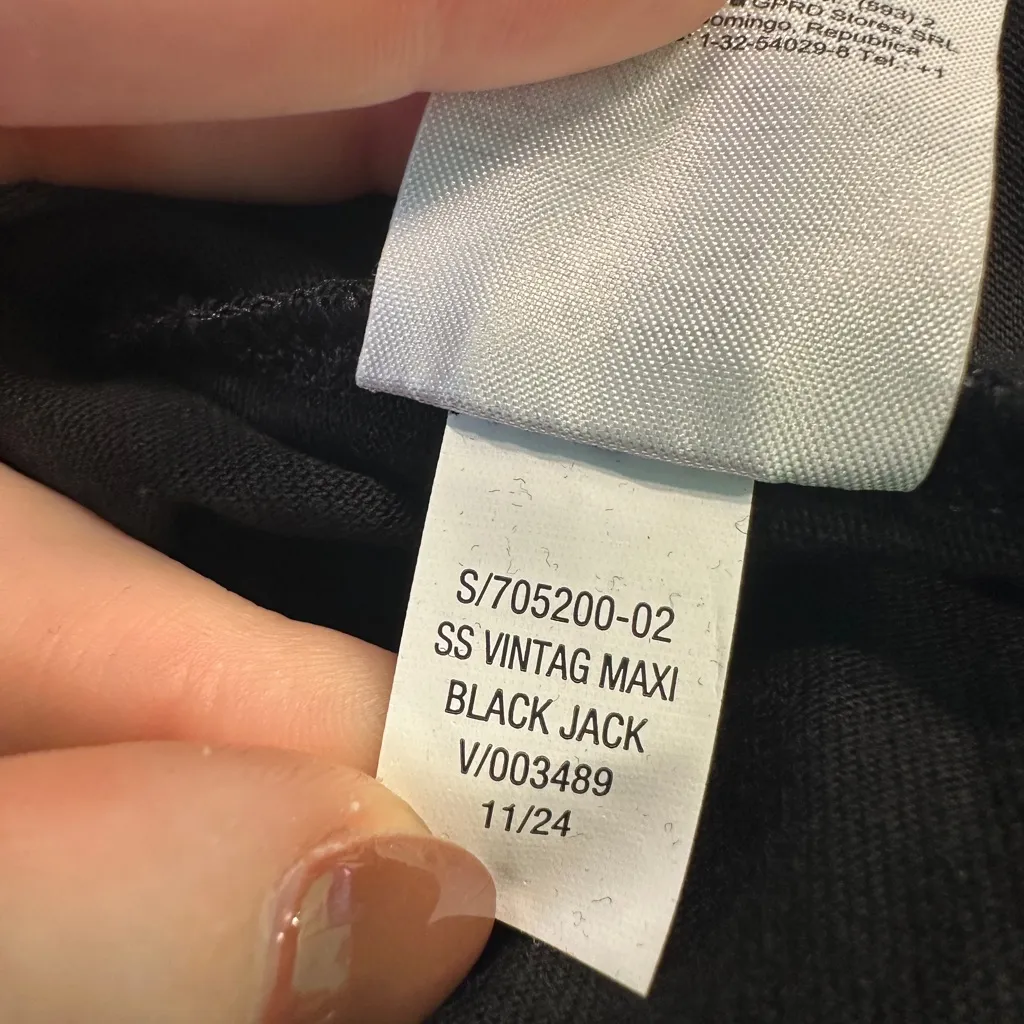 (593) 2
GPRD Stores SRL
omingo, Republica
1-32-54029-8 Tel.: +1
S/705200-02
SS VINTAG MAXI
BLACK JACK
V/003489
11/24